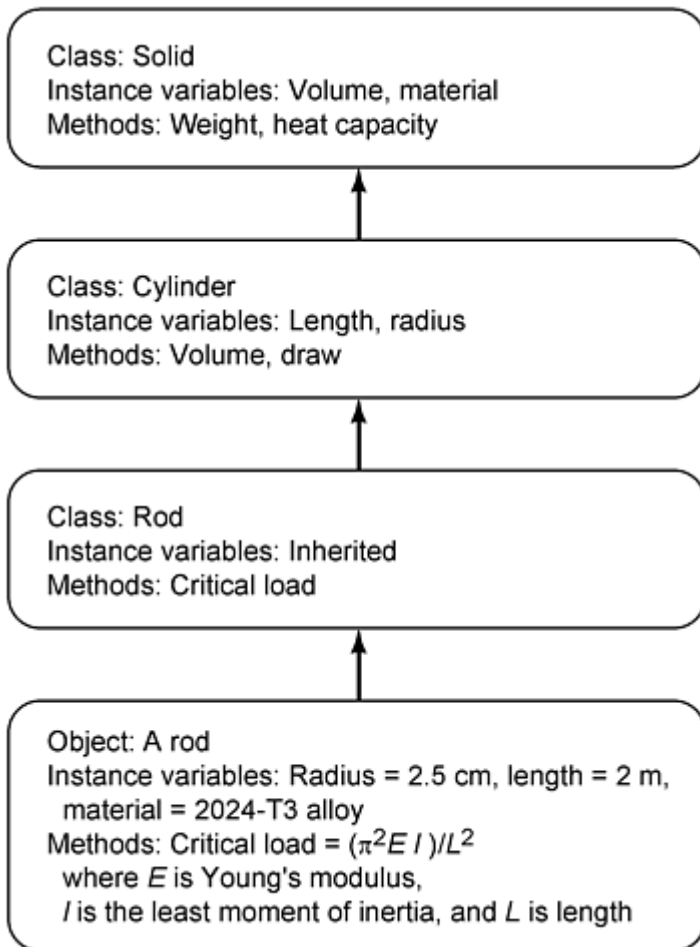 Class: Solid
Instance variables: Volume, material
Methods: Weight, heat capacity
Class: Cylinder
Instance variables: Length, radius
Methods: Volume, draw
Class: Rod
Instance variables: Inherited
Methods: Critical load
Object: A rod
Instance variables: Radius = 2.5 cm, length = 2 m,
material = 2024-T3 alloy
Methods: Critical load = (π²E I )/L²
where E is Young's modulus,
I is the least moment of inertia, and L is length